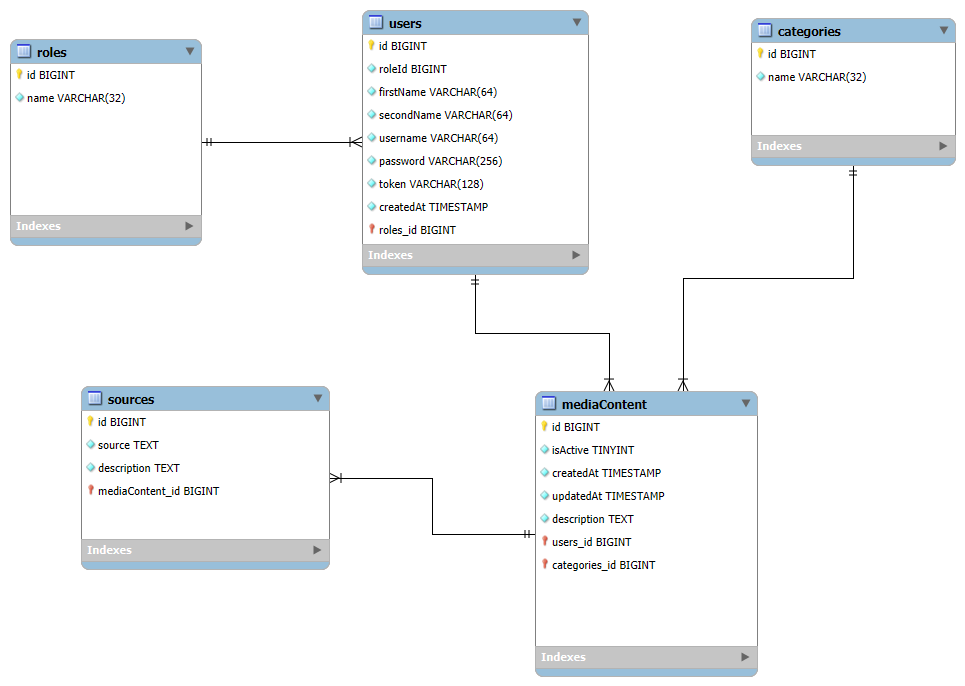 roles
id BIGINT
name VARCHAR(32)
Indexes
users
id BIGINT
roleId BIGINT
firstName VARCHAR(64)
secondName VARCHAR(64)
username VARCHAR(64)
password VARCHAR(256)
token VARCHAR(128)
createdAt TIMESTAMP
roles_id BIGINT
Indexes
categories
id BIGINT
name VARCHAR(32)
Indexes
sources
id BIGINT
source TEXT
description TEXT
mediaContent_id BIGINT
Indexes
mediaContent
id BIGINT
isActive TINYINT
createdAt TIMESTAMP
updatedAt TIMESTAMP
description TEXT
users_id BIGINT
categories_id BIGINT
Indexes